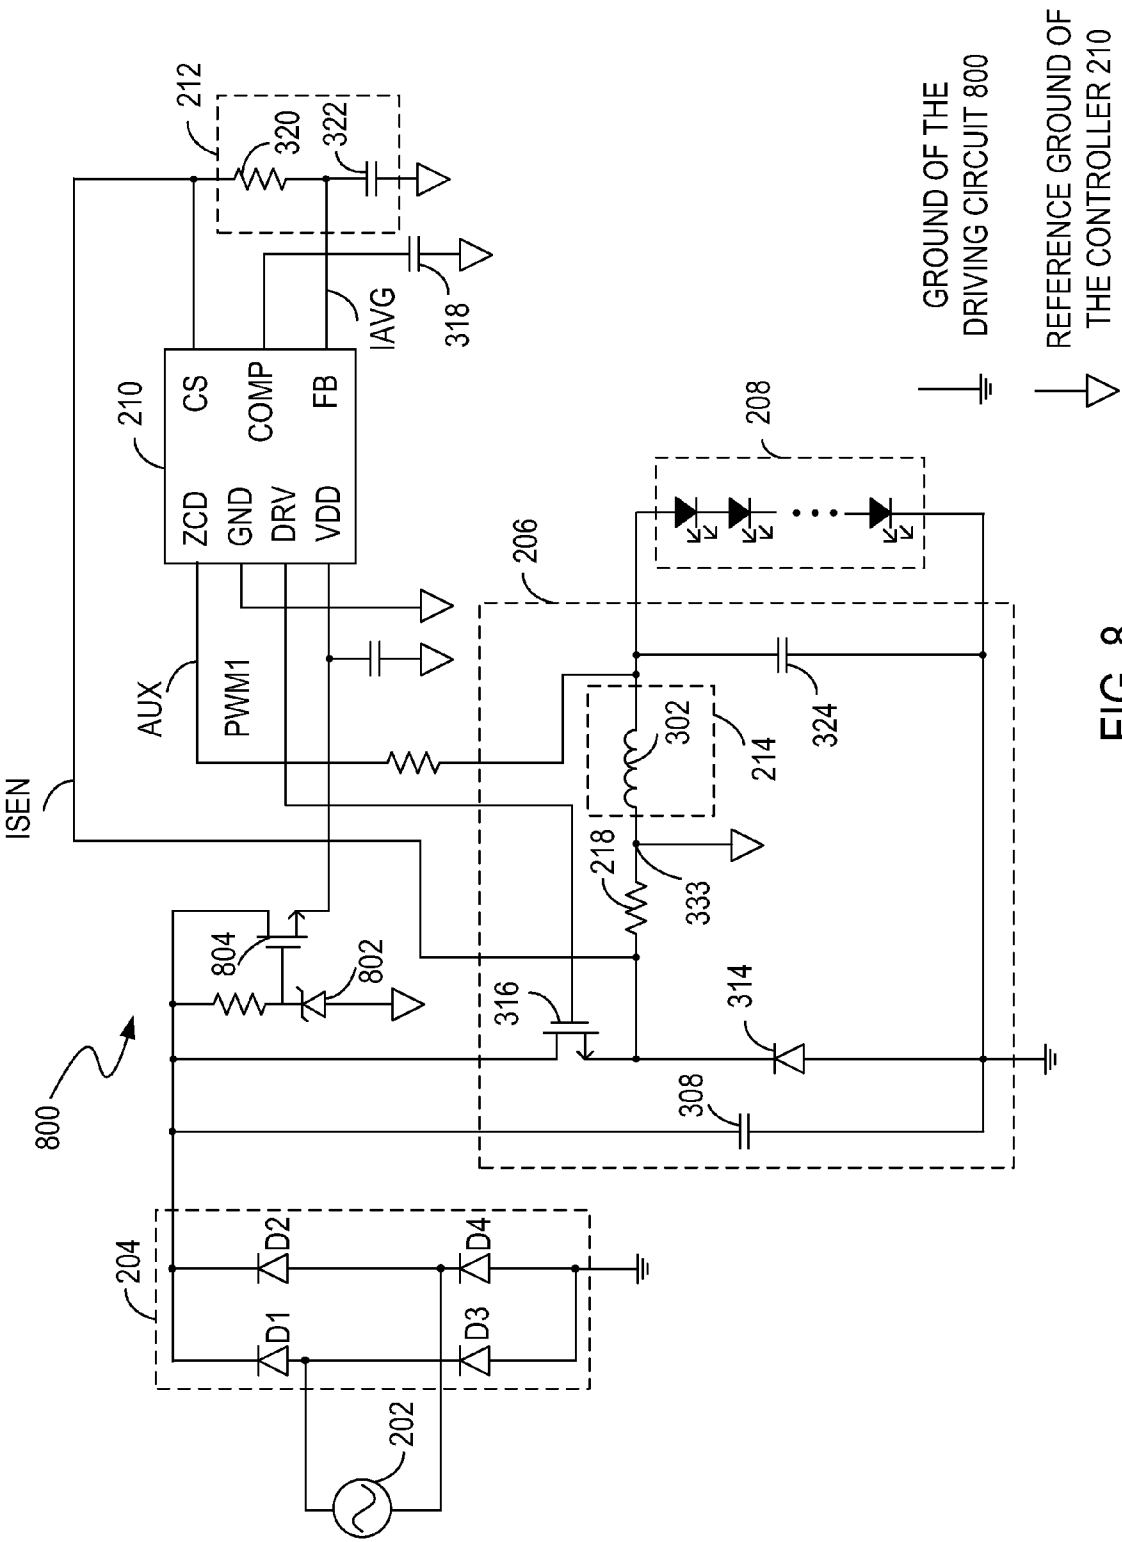 800
204
D1
D2
D3
D4
202
ISEN
AUX
PWM1
210
ZCD
GND
DRV
VDD
CS
COMP
FB
212
320
322
318
IAVG
804
802
206
316
308
314
218
333
302
214
324
208
GROUND OF THE
DRIVING CIRCUIT 800
REFERENCE GROUND OF
THE CONTROLLER 210
FIG. 8